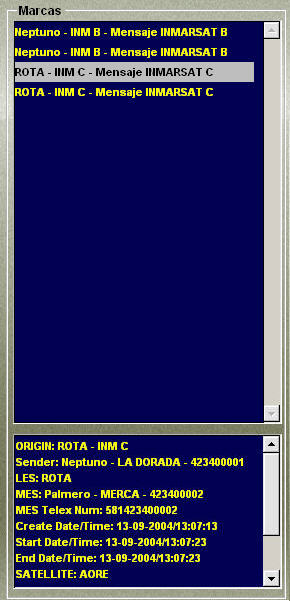 Marcas
Neptuno - INM B - Mensaje INMARSAT B
Neptuno - INM B - Mensaje INMARSAT B
ROTA - INM C - Mensaje INMARSAT C
ROTA - INM C - Mensaje INMARSAT C
ORIGIN: ROTA - INM C
Sender: Neptuno - LA DORADA - 423400001
LES: ROTA
MES: Palmero - MERCA - 423400002
MES Telex Num: 581423400002
Create Date/Time: 13-09-2004/13:07:13
Start Date/Time: 13-09-2004/13:07:23
End Date/Time: 13-09-2004/13:07:23
SATELLITE: AORE